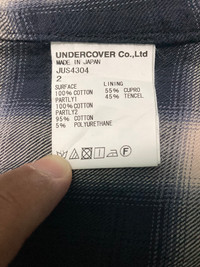 UNDERCOVER Co.,Ltd
MADE IN JAPAN
JUS4304
2
SURFACE LINING
100% COTTON 55% CUPRO
PARTLY1 45% TENCEL
100% COTTON
PARTLY2
95% COTTON
5% POLYURETHANE